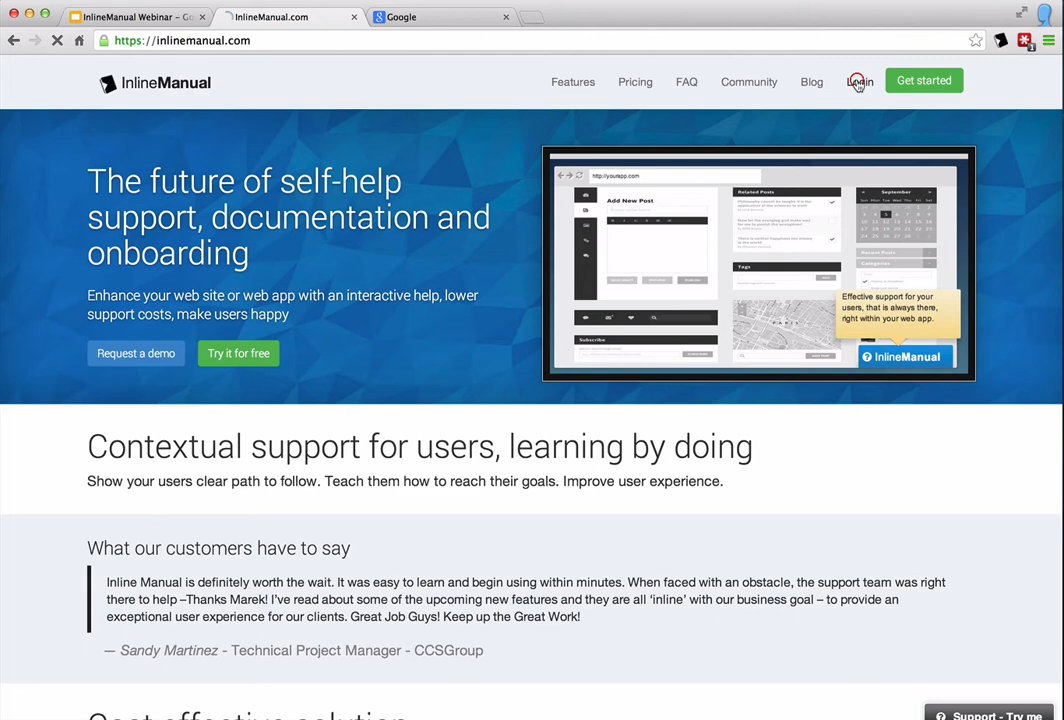 InlineManual Webinar – Go
InlineManual.com
Google
https://inlinemanual.com
InlineManual
Features
Pricing
FAQ
Community
Blog
Login
Get started
The future of self-help
support, documentation and
onboarding
Enhance your web site or web app with an interactive help, lower
support costs, make users happy
Request a demo
Try it for free
http://yourapp.com
Add New Post
Related Posts
September
Tags
Categories
Subscribe
PARIS
Effective support for your
users, that is always there,
right within your web app.
InlineManual
Contextual support for users, learning by doing
Show your users clear path to follow. Teach them how to reach their goals. Improve user experience.
What our customers have to say
Inline Manual is definitely worth the wait. It was easy to learn and begin using within minutes. When faced with an obstacle, the support team was right
there to help –Thanks Marek! I've read about some of the upcoming new features and they are all 'inline' with our business goal – to provide an
exceptional user experience for our clients. Great Job Guys! Keep up the Great Work!
— Sandy Martinez - Technical Project Manager - CCSGroup
Cost effective solution
Support - Try me